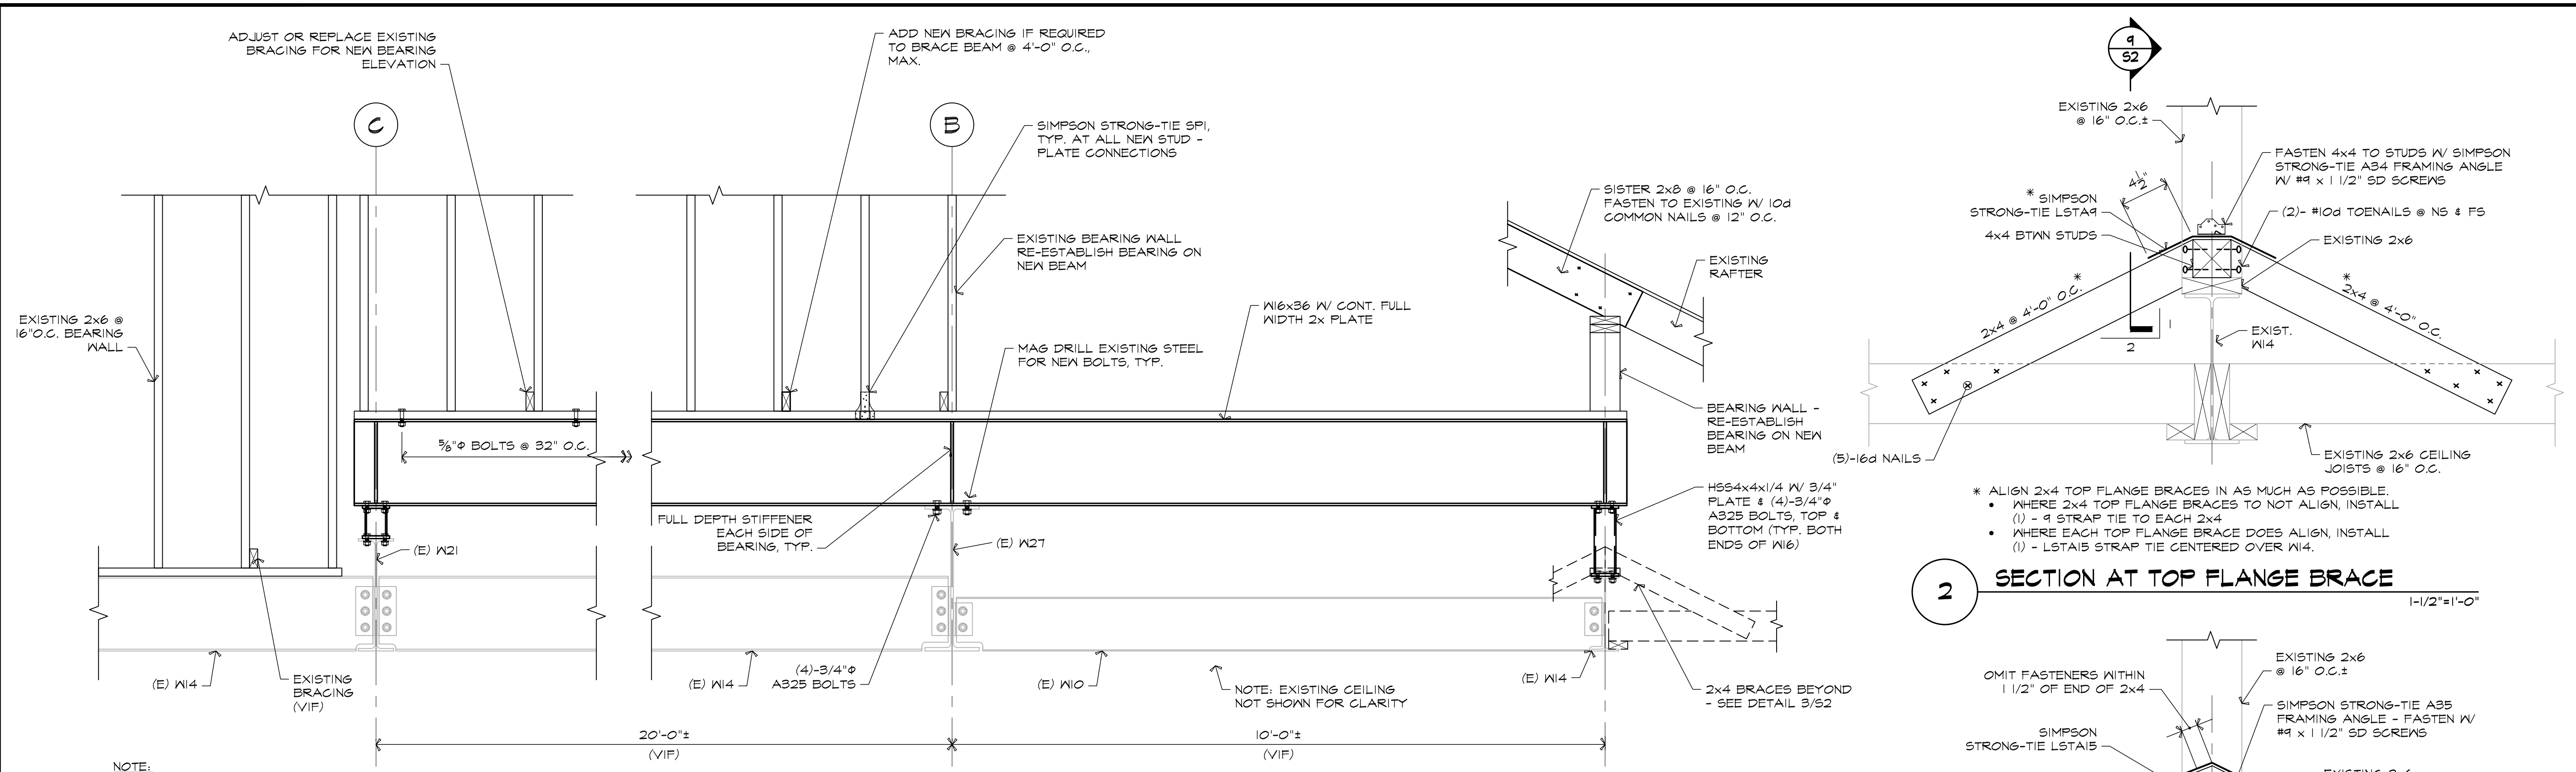 ADJUST OR REPLACE EXISTING
BRACING FOR NEW BEARING
ELEVATION
ADD NEW BRACING IF REQUIRED
TO BRACE BEAM @ 4'-0" O.C.,
MAX.
C
B
SIMPSON STRONG-TIE SP1,
TYP. AT ALL NEW STUD -
PLATE CONNECTIONS
EXISTING BEARING WALL
RE-ESTABLISH BEARING ON
NEW BEAM
EXISTING 2x6 @
16"O.C. BEARING
WALL
W16x36 W/ CONT. FULL
WIDTH 2x PLATE
MAG DRILL EXISTING STEEL
FOR NEW BOLTS, TYP.
SISTER 2x8 @ 16" O.C.
FASTEN TO EXISTING W/ 10d
COMMON NAILS @ 12" O.C.
EXISTING
RAFTER
BEARING WALL -
RE-ESTABLISH
BEARING ON NEW
BEAM
5/8"Φ BOLTS @ 32" O.C.
HSS4x4x1/4 W/ 3/4"
PLATE & (4)-3/4"Φ
A325 BOLTS, TOP &
BOTTOM (TYP. BOTH
ENDS OF W16)
FULL DEPTH STIFFENER
EACH SIDE OF
BEARING, TYP.
(E) W21
(E) W27
(E) W14
EXISTING
BRACING
(VIF)
(E) W14
(4)-3/4"Φ
A325 BOLTS
(E) W10
NOTE: EXISTING CEILING
NOT SHOWN FOR CLARITY
(E) W14
2x4 BRACES BEYOND
- SEE DETAIL 3/S2
20'-0"±
(VIF)
10'-0"±
(VIF)
NOTE:
9
S2
EXISTING 2x6
@ 16" O.C.±
FASTEN 4x4 TO STUDS W/ SIMPSON
STRONG-TIE A34 FRAMING ANGLE
W/ #9 x 1 1/2" SD SCREWS
4½"
* SIMPSON
STRONG-TIE LSTA9
4x4 BTWN STUDS
(2)- #10d TOENAILS @ NS & FS
EXISTING 2x6
2x4 @ 4'-0" O.C. *
* 2x4 @ 4'-0" O.C.
1
2
EXIST.
W14
(5)-16d NAILS
EXISTING 2x6 CEILING
JOISTS @ 16" O.C.
* ALIGN 2x4 TOP FLANGE BRACES IN AS MUCH AS POSSIBLE.
• WHERE 2x4 TOP FLANGE BRACES TO NOT ALIGN, INSTALL
(1) - 9 STRAP TIE TO EACH 2x4
• WHERE EACH TOP FLANGE BRACE DOES ALIGN, INSTALL
(1) - LSTA15 STRAP TIE CENTERED OVER W14.
2
SECTION AT TOP FLANGE BRACE
1-1/2"=1'-0"
OMIT FASTENERS WITHIN
1 1/2" OF END OF 2x4
EXISTING 2x6
@ 16" O.C.±
SIMPSON
STRONG-TIE LSTA15
SIMPSON STRONG-TIE A35
FRAMING ANGLE - FASTEN W/
#9 x 1 1/2" SD SCREWS